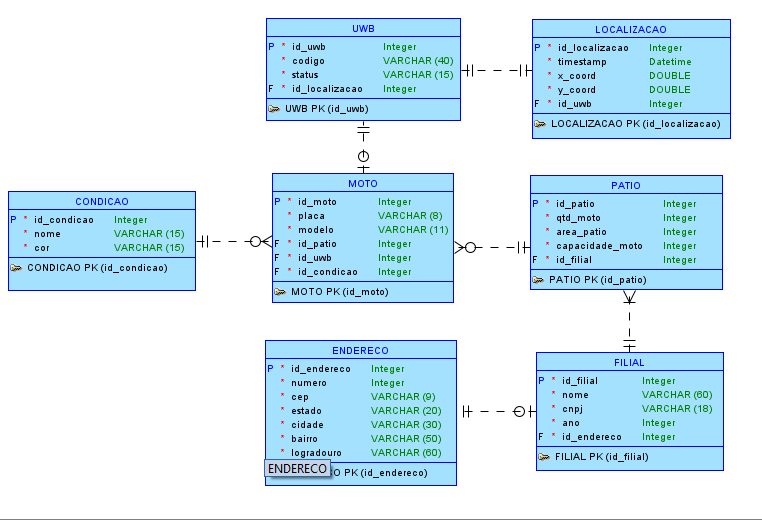 UWB
P * id_uwb Integer
* codigo VARCHAR (40)
* status VARCHAR (15)
F * id_localizacao Integer
UWB PK (id_uwb)
LOCALIZACAO
P * id_localizacao Integer
* timestamp Datetime
* x_coord DOUBLE
* y_coord DOUBLE
F * id_uwb Integer
LOCALIZACAO PK (id_localizacao)
CONDICAO
P * id_condicao Integer
* nome VARCHAR (15)
* cor VARCHAR (15)
CONDICAO PK (id_condicao)
MOTO
P * id_moto Integer
* placa VARCHAR (8)
* modelo VARCHAR (11)
F * id_patio Integer
F * id_uwb Integer
F * id_condicao Integer
MOTO PK (id_moto)
PATIO
P * id_patio Integer
* qtd_moto Integer
* area_patio Integer
* capacidade_moto Integer
F * id_filial Integer
PATIO PK (id_patio)
ENDERECO
P * id_endereco Integer
* numero Integer
* cep VARCHAR (9)
* estado VARCHAR (20)
* cidade VARCHAR (30)
* bairro VARCHAR (50)
* logradouro VARCHAR (60)
ENDERECO
O PK (id_endereco)
FILIAL
P * id_filial Integer
* nome VARCHAR (60)
* cnpj VARCHAR (18)
* ano Integer
F * id_endereco Integer
FILIAL PK (id_filial)